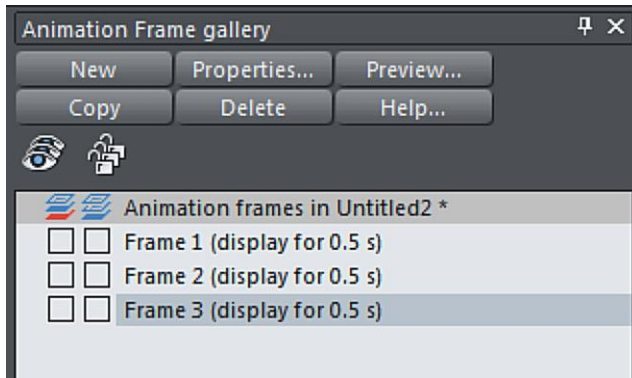 Animation Frame gallery
New Properties... Preview...
Copy Delete Help...
Animation frames in Untitled2 *
Frame 1 (display for 0.5 s)
Frame 2 (display for 0.5 s)
Frame 3 (display for 0.5 s)